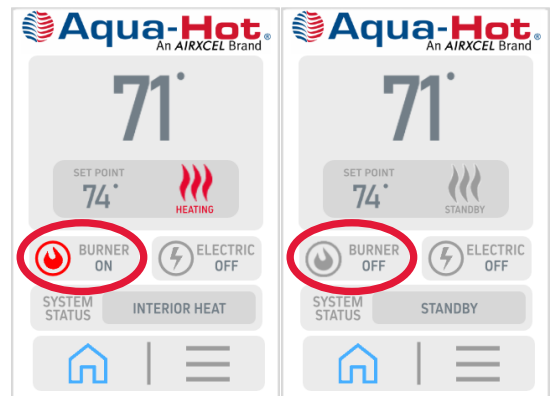 Aqua-Hot®
An AIRXCEL Brand
71°
SET POINT
74°
HEATING
BURNER
ON
ELECTRIC
OFF
SYSTEM
STATUS
INTERIOR HEAT
Aqua-Hot®
An AIRXCEL Brand
71°
SET POINT
74°
STANDBY
BURNER
OFF
ELECTRIC
OFF
SYSTEM
STATUS
STANDBY